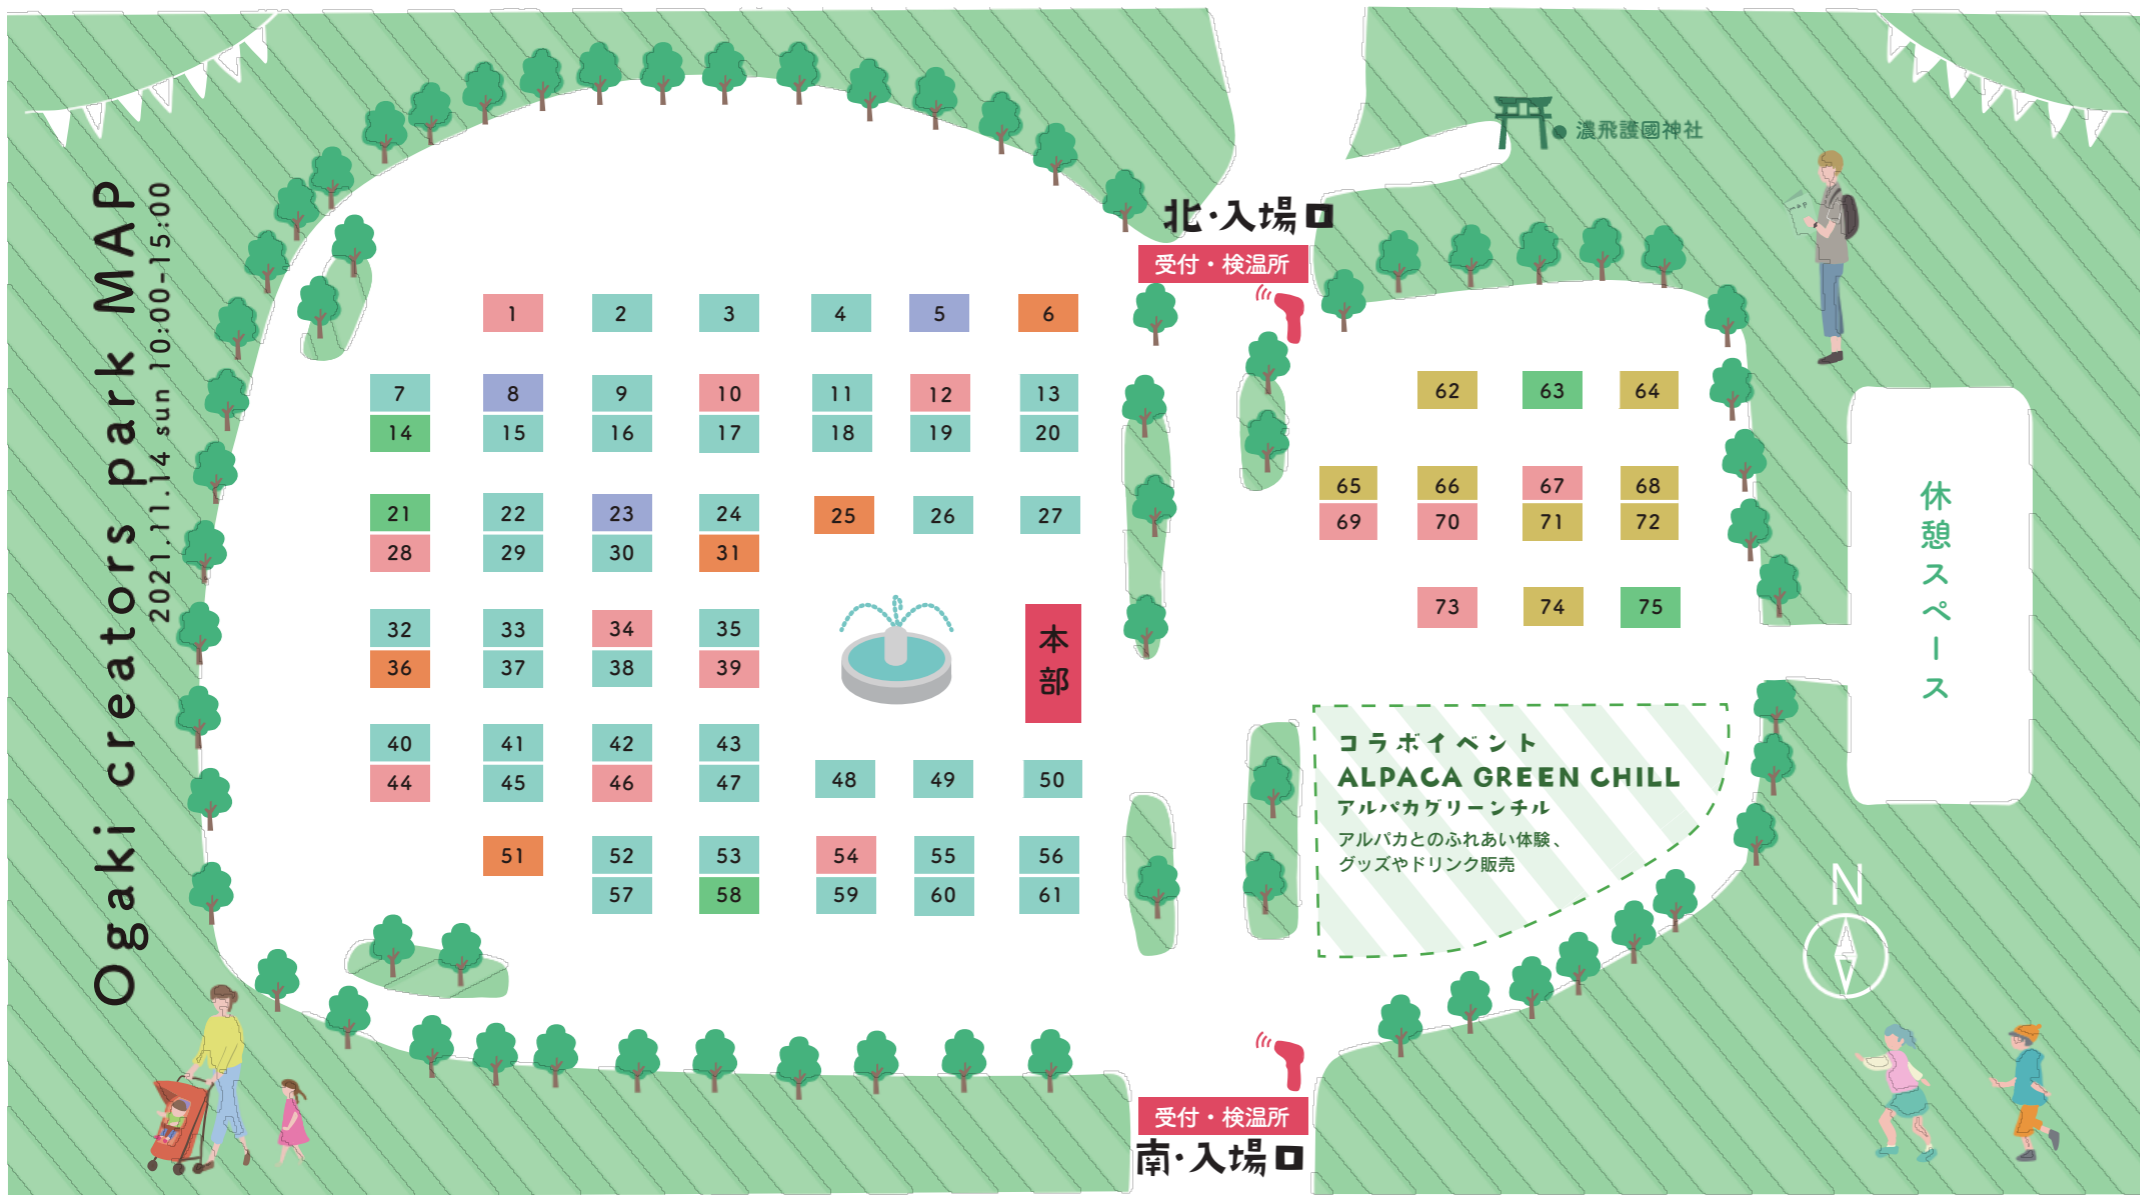 Ogaki creators park MAP
2021.11.14 sun 10:00-15:00
濃飛護國神社
北・入場口
受付・検温所
1 2 3 4 5 6
7 8 9 10 11 12 13
14 15 16 17 18 19 20
21 22 23 24 25 26 27
28 29 30 31
32 33 34 35
36 37 38 39
本部
40 41 42 43
44 45 46 47 48 49 50
51 52 53 54 55 56
57 58 59 60 61
62 63 64
65 66 67 68
69 70 71 72
73 74 75
休憩スペース
コラボイベント
ALPACA GREEN CHILL
アルパカグリーンチル
アルパカとのふれあい体験、
グッズやドリンク販売
N
受付・検温所
南・入場口